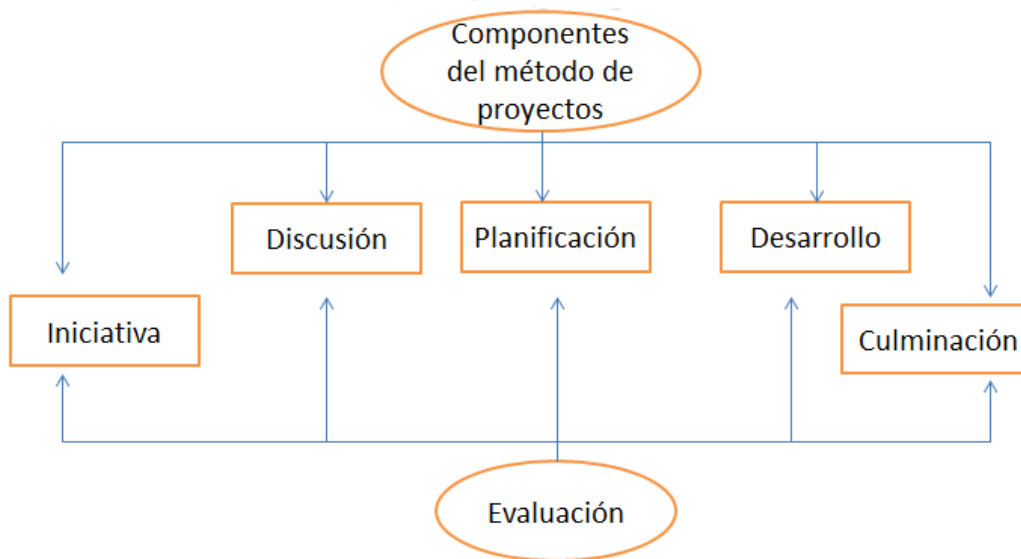 Componentes
del método de
proyectos
Discusión
Planificación
Desarrollo
Iniciativa
Culminación
Evaluación